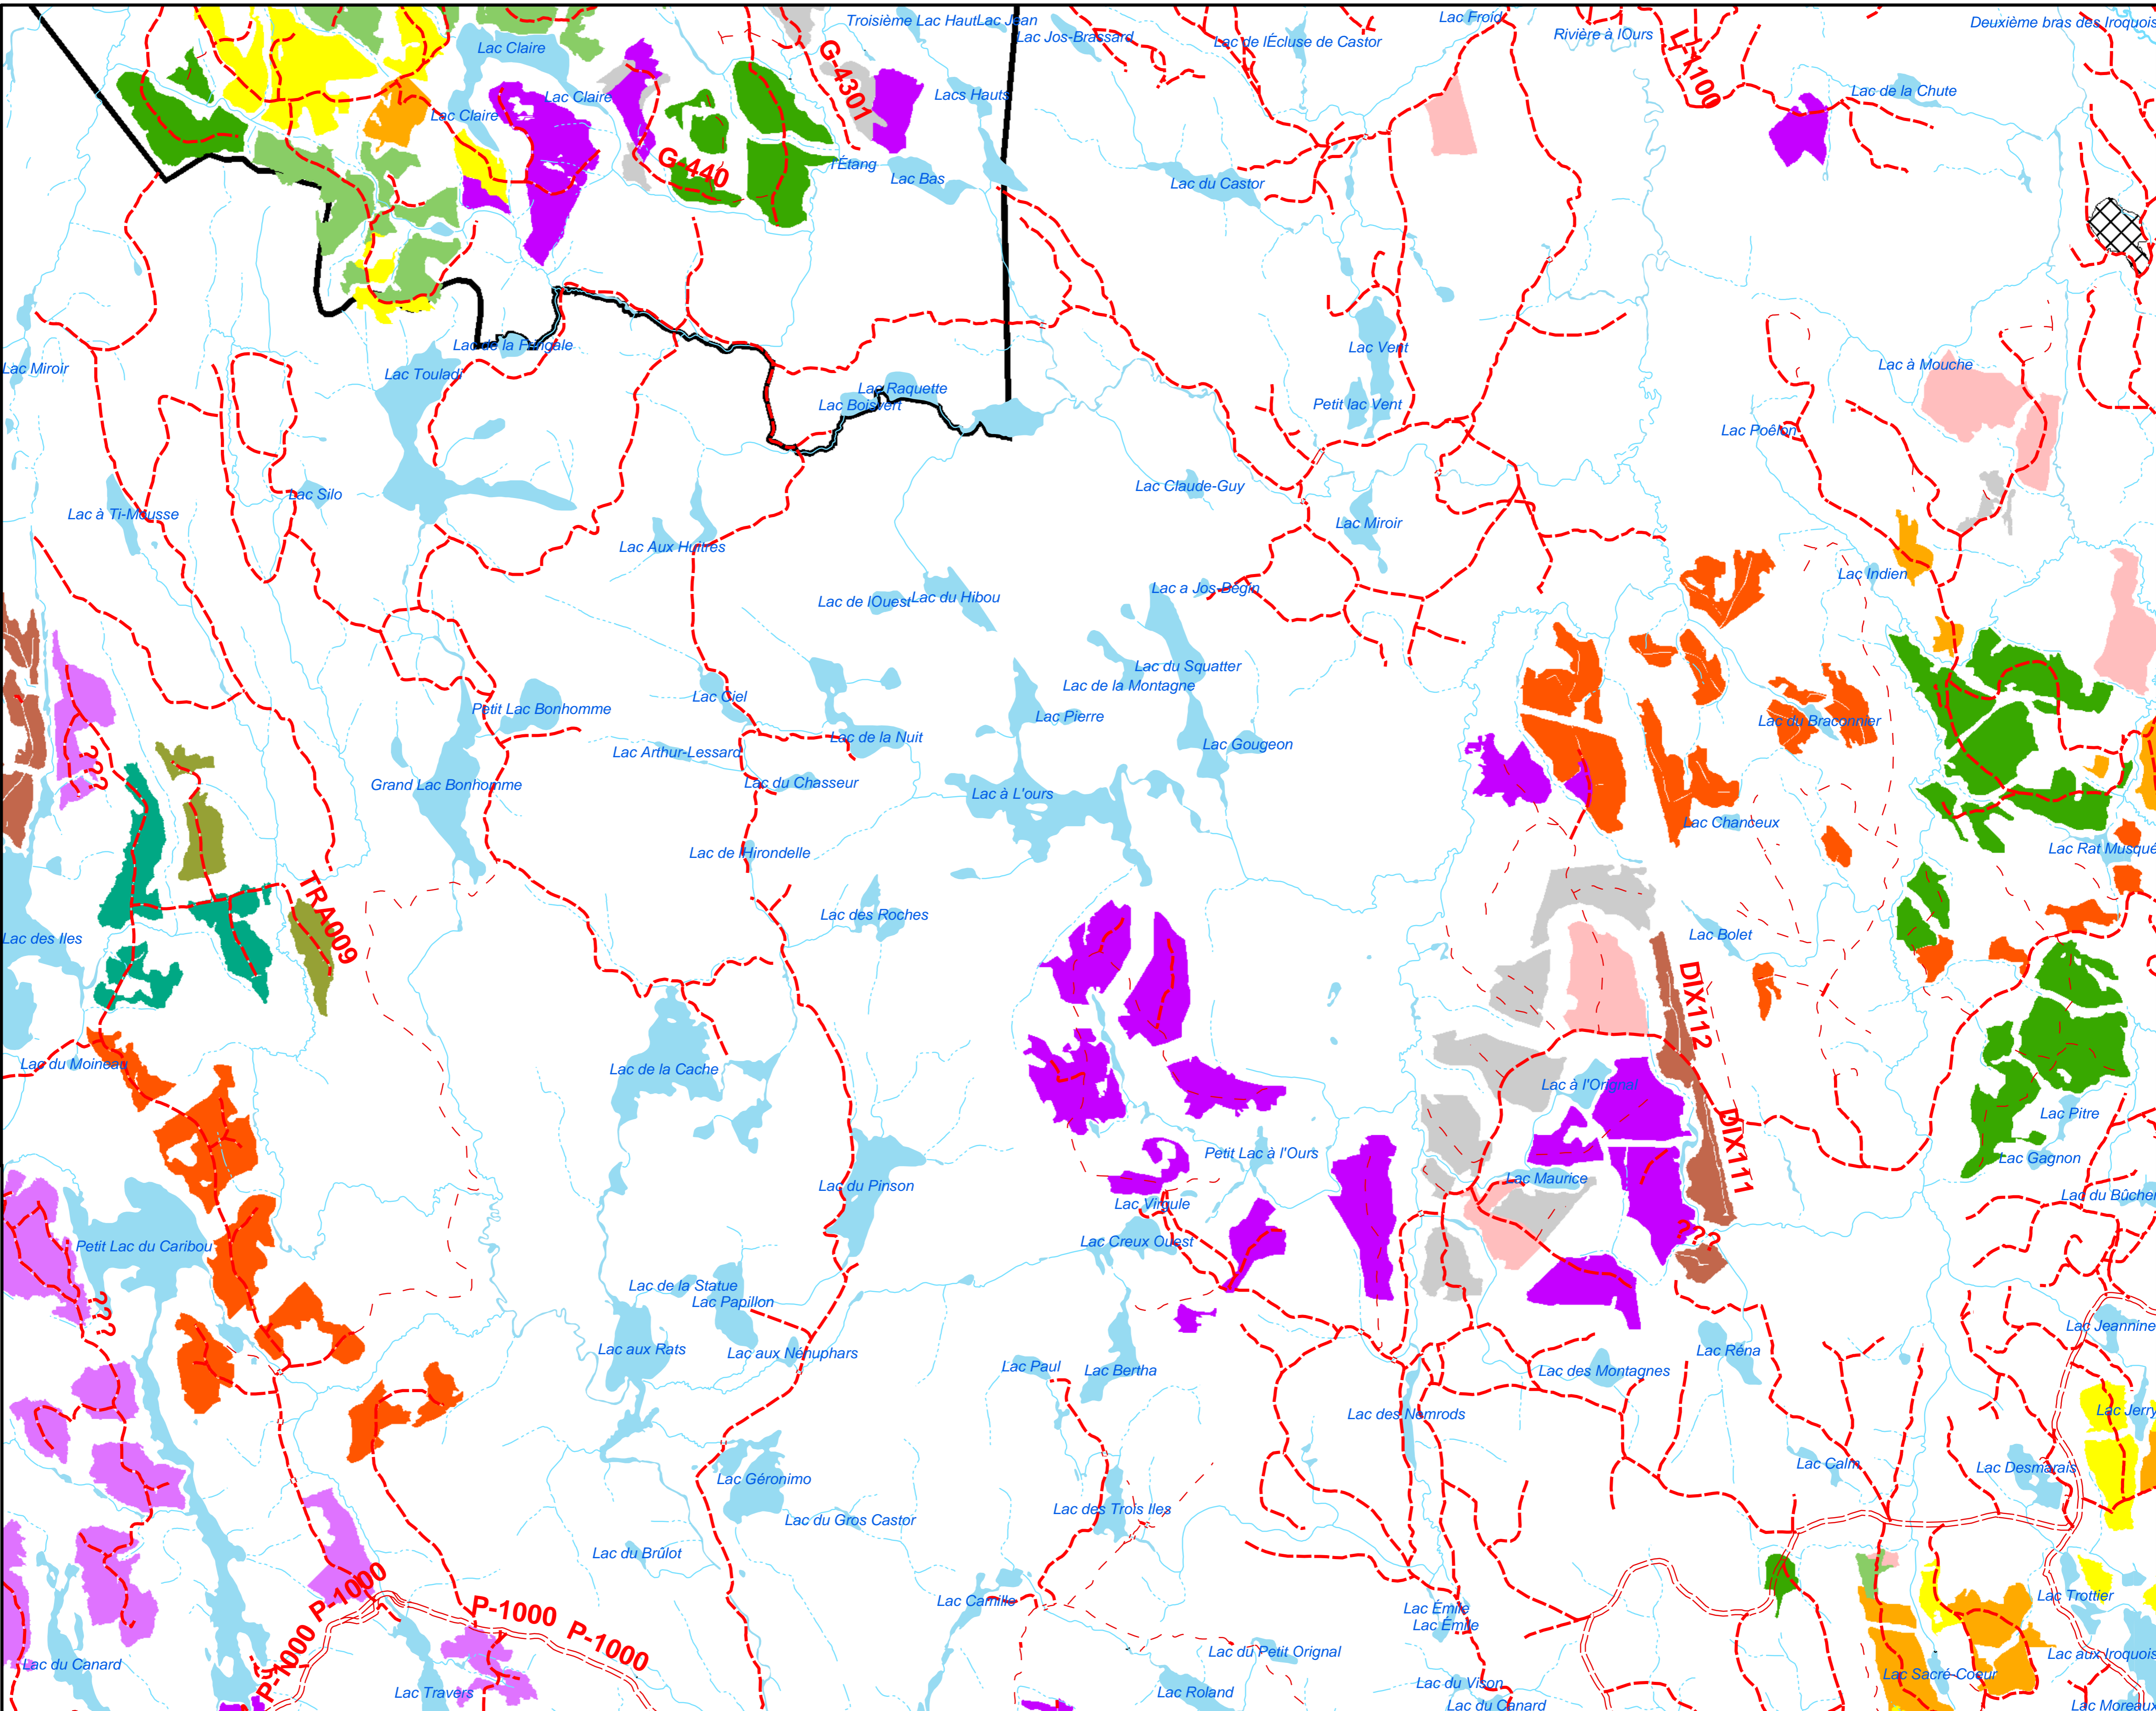 Troisième Lac Haut
Lac Jean
Lac Froid
Deuxième bras des Iroquois
Lac Jos-Brassard
Lac de lÉcluse de Castor
Rivière à lOurs
Lac Claire
G-4301
LH100
Lac Claire
Lacs Hauts
Lac de la Chute
Lac Claire
G-440
l'Étang
Lac Bas
Lac du Castor
Lac de la Fringale
Lac Vent
Lac Miroir
Lac Touladi
Lac à Mouche
Lac Raquette
Lac Boisvert
Petit lac Vent
Lac Poêlon
Lac Silo
Lac Claude-Guy
Lac à Ti-Mousse
Lac Miroir
Lac Aux Huitres
Lac Indien
Lac a Jos-Bégin
Lac de lOuest
Lac du Hibou
Lac du Squatter
Lac de la Montagne
Lac Ciel
Petit Lac Bonhomme
Lac Pierre
Lac du Braconnier
Lac de la Nuit
Lac Gougeon
Lac Arthur-Lessard
???
Grand Lac Bonhomme
Lac du Chasseur
Lac à L'ours
Lac Chanceux
Lac de lHirondelle
Lac Rat Musqué
TRA009
Lac des Roches
Lac des Iles
Lac Bolet
DIX112
Lac du Moineau
Lac de la Cache
Lac à l'Orignal
Lac Pitre
DIX111
Petit Lac à l'Ours
Lac Gagnon
Lac Maurice
Lac du Pinson
Lac du Bûcher
Lac Virgule
???
Petit Lac du Caribou
Lac Creux Ouest
Lac de la Statue
Lac Papillon
???
Lac Jeannine
Lac aux Rats
Lac aux Nénuphars
Lac Réna
Lac Paul
Lac Bertha
Lac des Montagnes
Lac des Nemrods
Lac Jerry
Lac Calm
Lac Desmarais
Lac Géronimo
Lac des Trois Iles
Lac du Gros Castor
Lac du Brûlot
P-1000
Lac Camille
Lac Trottier
P-1000
P-1000
Lac Émile
Lac Émile
P-1000
Lac du Petit Orignal
Lac aux Iroquois
Lac du Canard
Lac Sacré-Coeur
Lac du Vison
Lac Travers
Lac Roland
Lac du Canard
Lac Moreaux